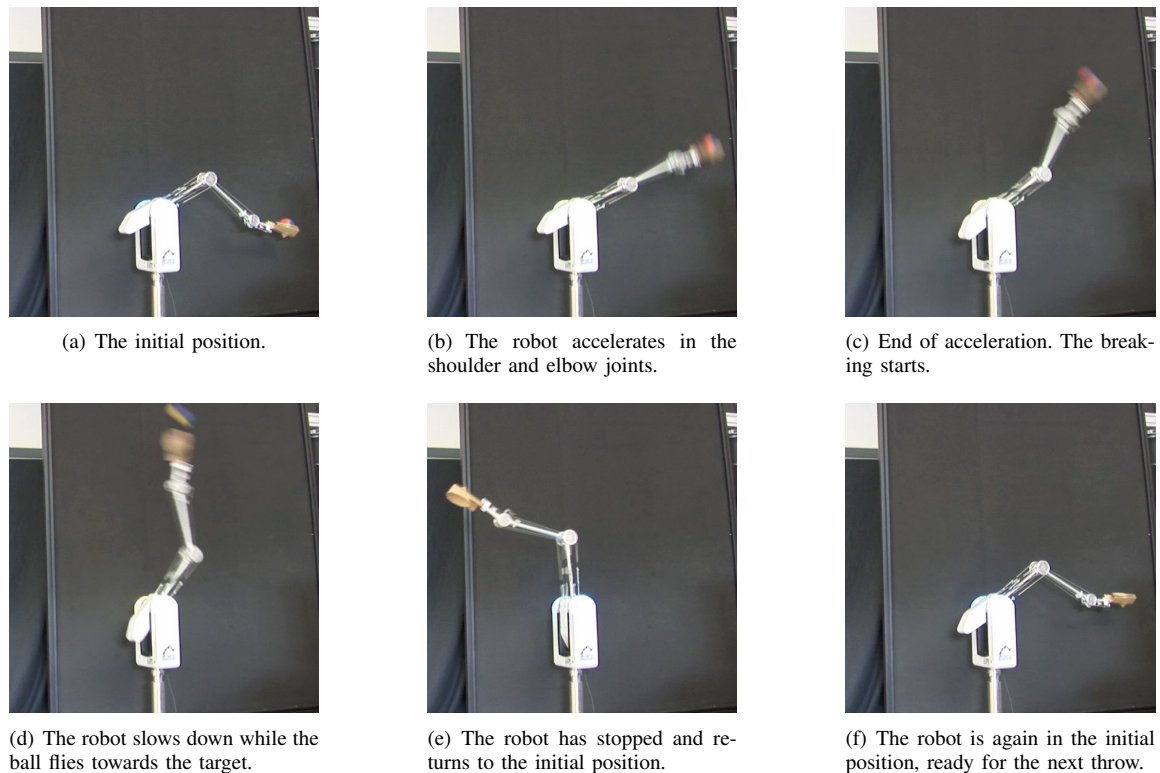 (a) The initial position.
(b) The robot accelerates in the
shoulder and elbow joints.
(c) End of acceleration. The break-
ing starts.
(d) The robot slows down while the
ball flies towards the target.
(e) The robot has stopped and re-
turns to the initial position.
(f) The robot is again in the initial
position, ready for the next throw.